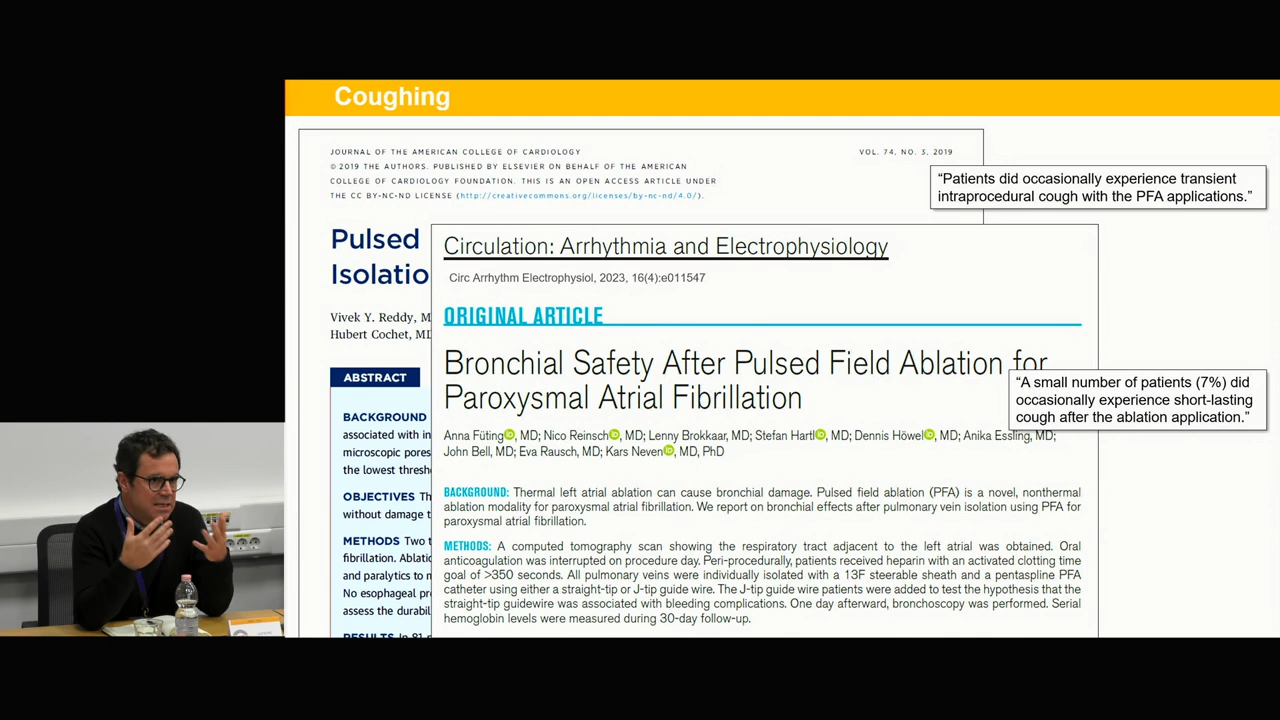 Coughing
JOURNAL OF THE AMERICAN COLLEGE OF CARDIOLOGY
VOL. 74, NO. 3, 2019
© 2019 THE AUTHORS. PUBLISHED BY ELSEVIER ON BEHALF OF THE AMERICAN
COLLEGE OF CARDIOLOGY FOUNDATION. THIS IS AN OPEN ACCESS ARTICLE UNDER
THE CC BY-NC-ND LICENSE (http://creativecommons.org/licenses/by-nc-nd/4.0/).
“Patients did occasionally experience transient
intraprocedural cough with the PFA applications.”
Pulsed
Isolatio
Vivek Y. Reddy, M
Hubert Cochet, MD
ABSTRACT
BACKGROUND
associated with in
microscopic pores
the lowest thresh
OBJECTIVES Th
without damage t
METHODS Two t
fibrillation. Ablatio
and paralytics to m
No esophageal pr
assess the durabil
RESULTS In 81 p
Circulation: Arrhythmia and Electrophysiology
Circ Arrhythm Electrophysiol, 2023, 16(4):e011547
ORIGINAL ARTICLE
Bronchial Safety After Pulsed Field Ablation for
Paroxysmal Atrial Fibrillation
“A small number of patients (7%) did
occasionally experience short-lasting
cough after the ablation application.”
Anna Füting, MD; Nico Reinsch, MD; Lenny Brokkaar, MD; Stefan Hartl, MD; Dennis Höwel, MD; Anika Essling, MD;
John Bell, MD; Eva Rausch, MD; Kars Neven, MD, PhD
BACKGROUND: Thermal left atrial ablation can cause bronchial damage. Pulsed field ablation (PFA) is a novel, nonthermal
ablation modality for paroxysmal atrial fibrillation. We report on bronchial effects after pulmonary vein isolation using PFA for
paroxysmal atrial fibrillation.
METHODS: A computed tomography scan showing the respiratory tract adjacent to the left atrial was obtained. Oral
anticoagulation was interrupted on procedure day. Peri-procedurally, patients received heparin with an activated clotting time
goal of >350 seconds. All pulmonary veins were individually isolated with a 13F steerable sheath and a pentaspline PFA
catheter using either a straight-tip or J-tip guide wire. The J-tip guide wire patients were added to test the hypothesis that the
straight-tip guidewire was associated with bleeding complications. One day afterward, bronchoscopy was performed. Serial
hemoglobin levels were measured during 30-day follow-up.